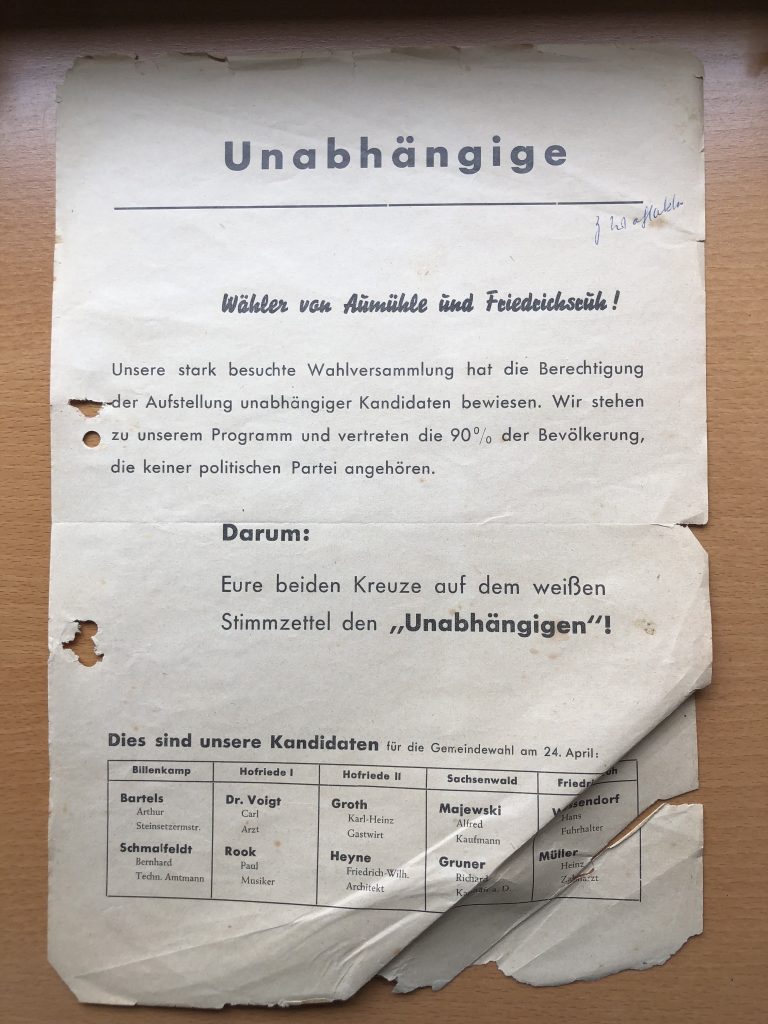 Unabhängige
Wähler von Aumühle und Friedrichsruh!
Unsere stark besuchte Wahlversammlung hat die Berechtigung
der Aufstellung unabhängiger Kandidaten bewiesen. Wir stehen
zu unserem Programm und vertreten die 90% der Bevölkerung,
die keiner politischen Partei angehören.
Darum:
Eure beiden Kreuze auf dem weißen
Stimmzettel den „Unabhängigen"!
Dies sind unsere Kandidaten für die Gemeindewahl am 24. April:
Billenkamp
Bartels
Arthur
Steinsetzermstr.
Schmalfeldt
Bernhard
Techn. Amtmann
Hofriede I
Dr. Voigt
Carl
Arzt
Rook
Paul
Musiker
Hofriede II
Groth
Karl-Heinz
Gastwirt
Heyne
Friedrich-Wilh.
Architekt
Sachsenwald
Majewski
Alfred
Kaufmann
Gruner
Richard
a. D.
Hans
Fuhrhalter
Müller
Heinz
Zahnarzt